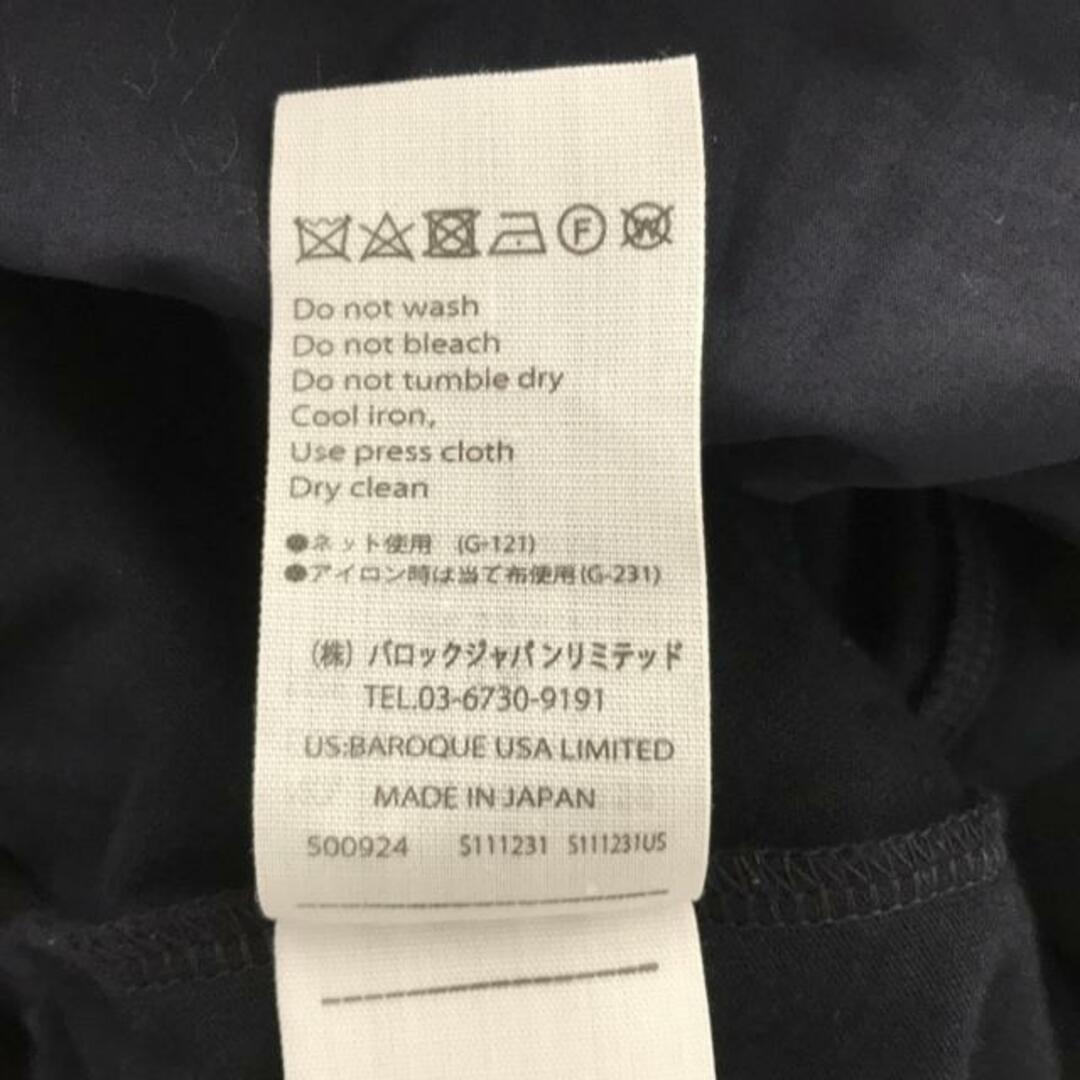 F W
Do not wash
Do not bleach
Do not tumble dry
Cool iron,
Use press cloth
Dry clean
●ネット使用 (G-121)
●アイロン時は当て布使用(G-231)
(株) バロックジャパンリミテッド
TEL.03-6730-9191
US:BAROQUE USA LIMITED
MADE IN JAPAN
500924 S111231 S111231US